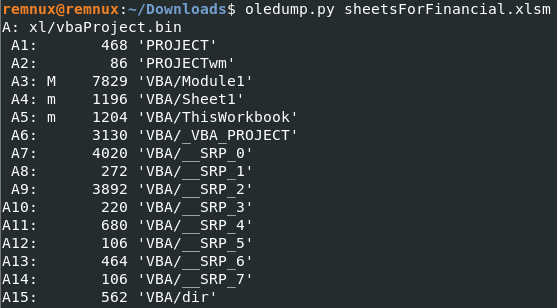 remnux@remnux:~/Downloads$ oledump.py sheetsForFinancial.xlsm
A: xl/vbaProject.bin
 A1:       468 'PROJECT'
 A2:        86 'PROJECTwm'
 A3: M    7829 'VBA/Module1'
 A4: m    1196 'VBA/Sheet1'
 A5: m    1204 'VBA/ThisWorkbook'
 A6:      3130 'VBA/_VBA_PROJECT'
 A7:      4020 'VBA/__SRP_0'
 A8:       272 'VBA/__SRP_1'
 A9:      3892 'VBA/__SRP_2'
A10:       220 'VBA/__SRP_3'
A11:       680 'VBA/__SRP_4'
A12:       106 'VBA/__SRP_5'
A13:       464 'VBA/__SRP_6'
A14:       106 'VBA/__SRP_7'
A15:       562 'VBA/dir'